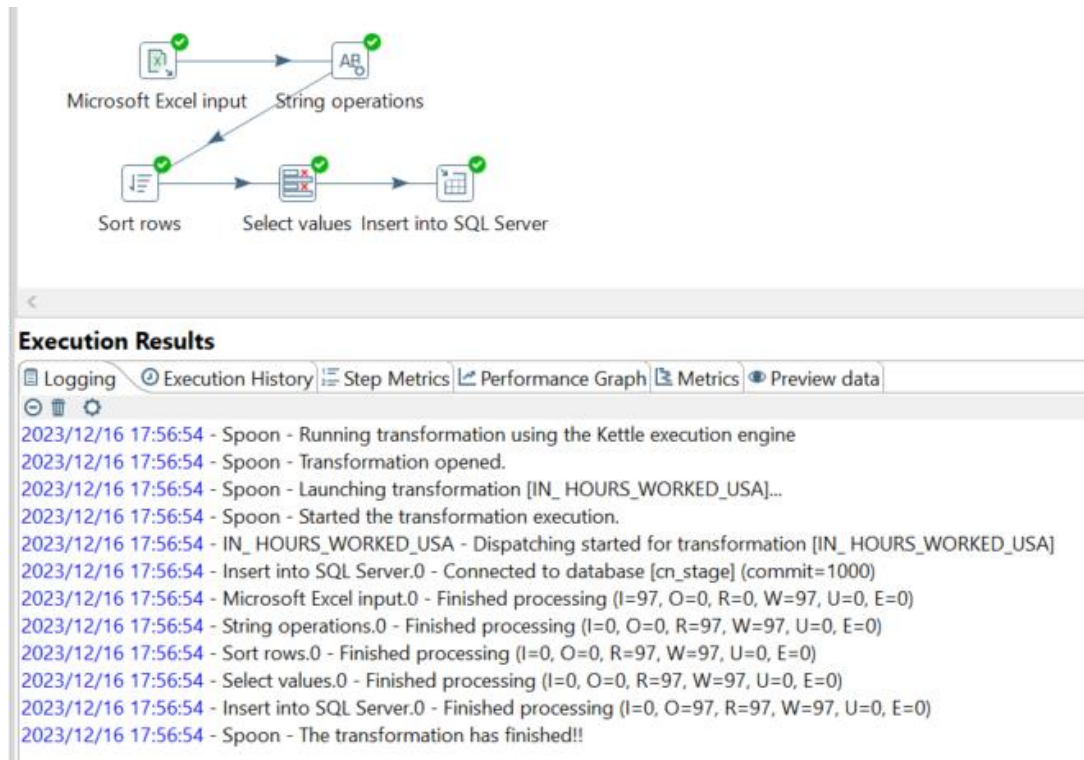 Microsoft Excel input String operations
Sort rows Select values Insert into SQL Server
Execution Results
Logging Execution History Step Metrics Performance Graph Metrics Preview data
2023/12/16 17:56:54 - Spoon - Running transformation using the Kettle execution engine
2023/12/16 17:56:54 - Spoon - Transformation opened.
2023/12/16 17:56:54 - Spoon - Launching transformation [IN_ HOURS_WORKED_USA]...
2023/12/16 17:56:54 - Spoon - Started the transformation execution.
2023/12/16 17:56:54 - IN_ HOURS_WORKED_USA - Dispatching started for transformation [IN_ HOURS_WORKED_USA]
2023/12/16 17:56:54 - Insert into SQL Server.0 - Connected to database [cn_stage] (commit=1000)
2023/12/16 17:56:54 - Microsoft Excel input.0 - Finished processing (I=97, O=0, R=0, W=97, U=0, E=0)
2023/12/16 17:56:54 - String operations.0 - Finished processing (I=0, O=0, R=97, W=97, U=0, E=0)
2023/12/16 17:56:54 - Sort rows.0 - Finished processing (I=0, O=0, R=97, W=97, U=0, E=0)
2023/12/16 17:56:54 - Select values.0 - Finished processing (I=0, O=0, R=97, W=97, U=0, E=0)
2023/12/16 17:56:54 - Insert into SQL Server.0 - Finished processing (I=0, O=97, R=97, W=97, U=0, E=0)
2023/12/16 17:56:54 - Spoon - The transformation has finished!!